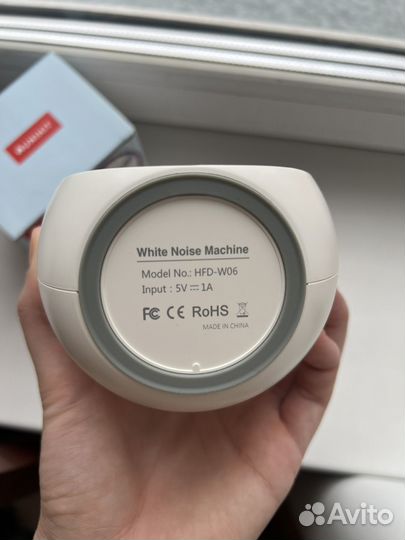 White Noise Machine
Model No.: HFD-W06
Input : 5V⎓1A
FC CE RoHS
MADE IN CHINA
Avito